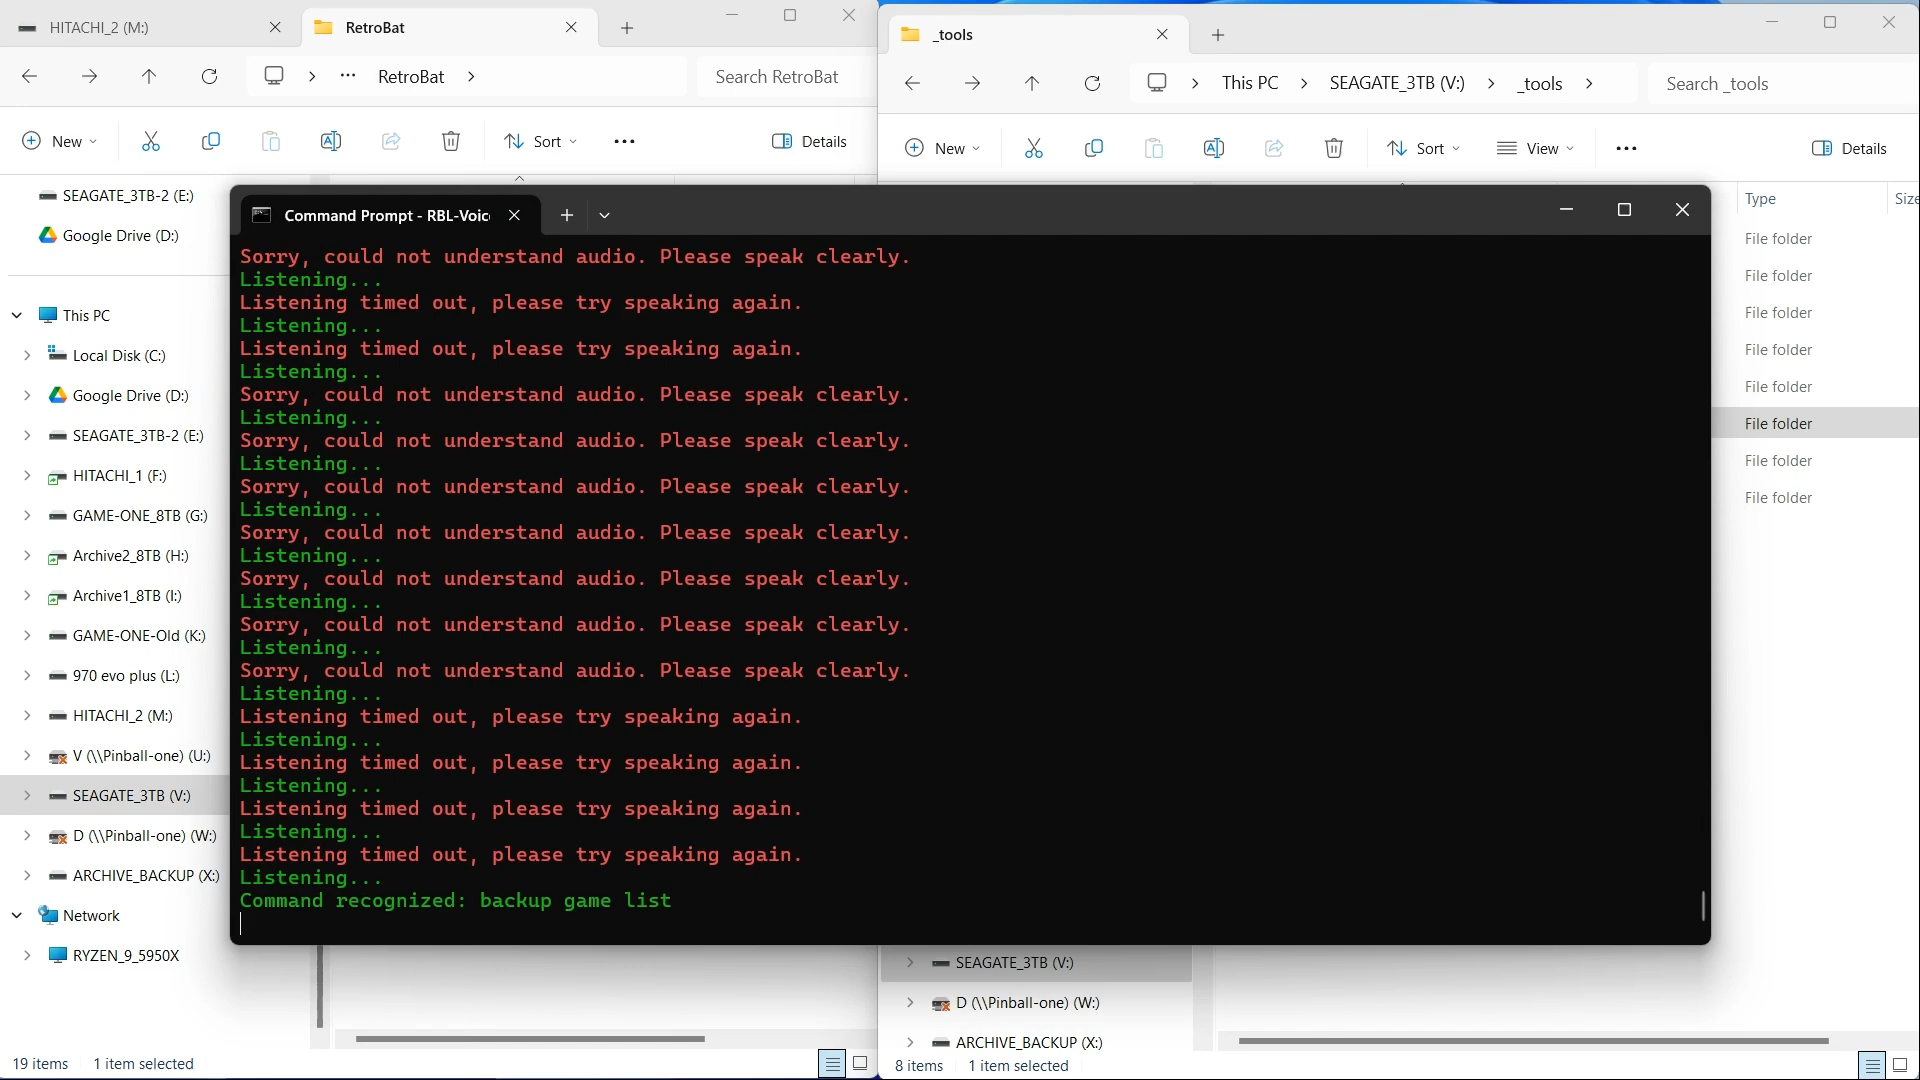 HITACHI_2 (M:)
RetroBat
RetroBat
Search RetroBat
New
Sort
Details
SEAGATE_3TB-2 (E:)
Google Drive (D:)
This PC
Local Disk (C:)
Google Drive (D:)
SEAGATE_3TB-2 (E:)
HITACHI_1 (F:)
GAME-ONE_8TB (G:)
Archive2_8TB (H:)
Archive1_8TB (I:)
GAME-ONE-Old (K:)
970 evo plus (L:)
HITACHI_2 (M:)
V (\\Pinball-one) (U:)
SEAGATE_3TB (V:)
D (\\Pinball-one) (W:)
ARCHIVE_BACKUP (X:)
Network
RYZEN_9_5950X
19 items 1 item selected
_tools
This PC > SEAGATE_3TB (V:) > _tools >
Search _tools
New
Sort
View
Details
Type
Size
File folder
File folder
File folder
File folder
File folder
File folder
File folder
File folder
SEAGATE_3TB (V:)
D (\\Pinball-one) (W:)
ARCHIVE_BACKUP (X:)
8 items 1 item selected
Command Prompt - RBL-Voic
Sorry, could not understand audio. Please speak clearly.
Listening...
Listening timed out, please try speaking again.
Listening...
Listening timed out, please try speaking again.
Listening...
Sorry, could not understand audio. Please speak clearly.
Listening...
Sorry, could not understand audio. Please speak clearly.
Listening...
Sorry, could not understand audio. Please speak clearly.
Listening...
Sorry, could not understand audio. Please speak clearly.
Listening...
Sorry, could not understand audio. Please speak clearly.
Listening...
Sorry, could not understand audio. Please speak clearly.
Listening...
Sorry, could not understand audio. Please speak clearly.
Listening...
Listening timed out, please try speaking again.
Listening...
Listening timed out, please try speaking again.
Listening...
Listening timed out, please try speaking again.
Listening...
Listening timed out, please try speaking again.
Listening...
Command recognized: backup game list